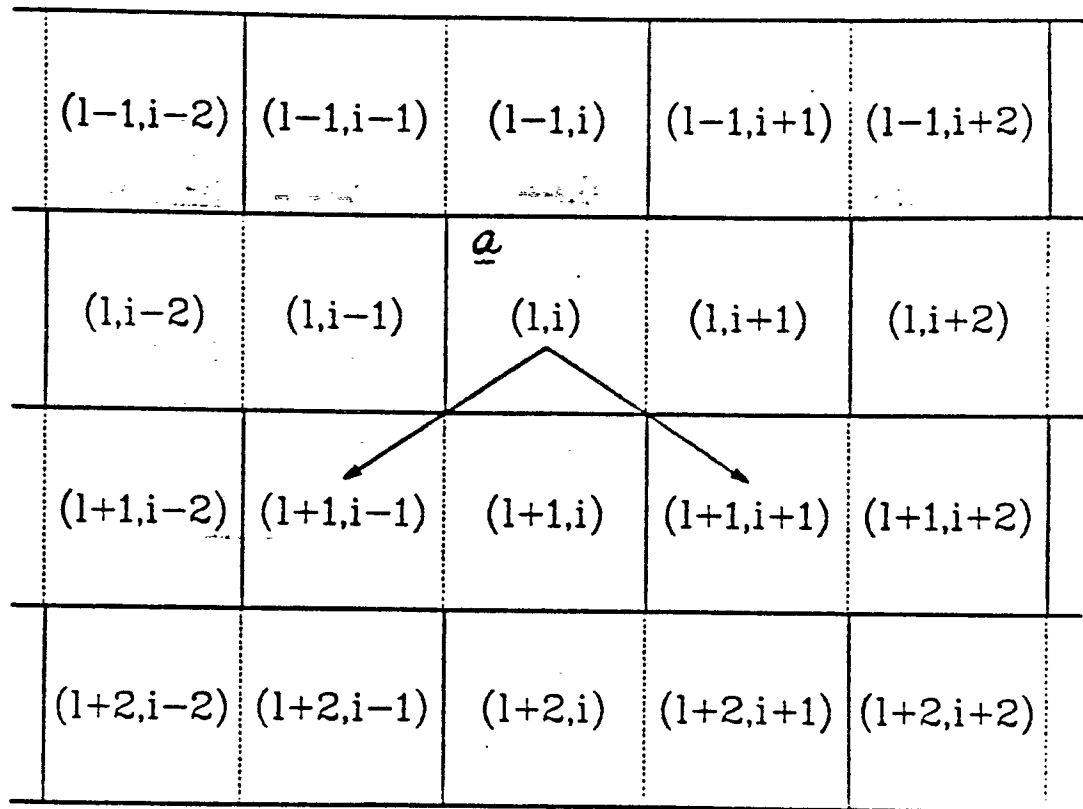 (l−1,i−2) (l−1,i−1) (l−1,i) (l−1,i+1) (l−1,i+2)
a
(l,i−2) (l,i−1) (l,i) (l,i+1) (l,i+2)
(l+1,i−2) (l+1,i−1) (l+1,i) (l+1,i+1) (l+1,i+2)
(l+2,i−2) (l+2,i−1) (l+2,i) (l+2,i+1) (l+2,i+2)